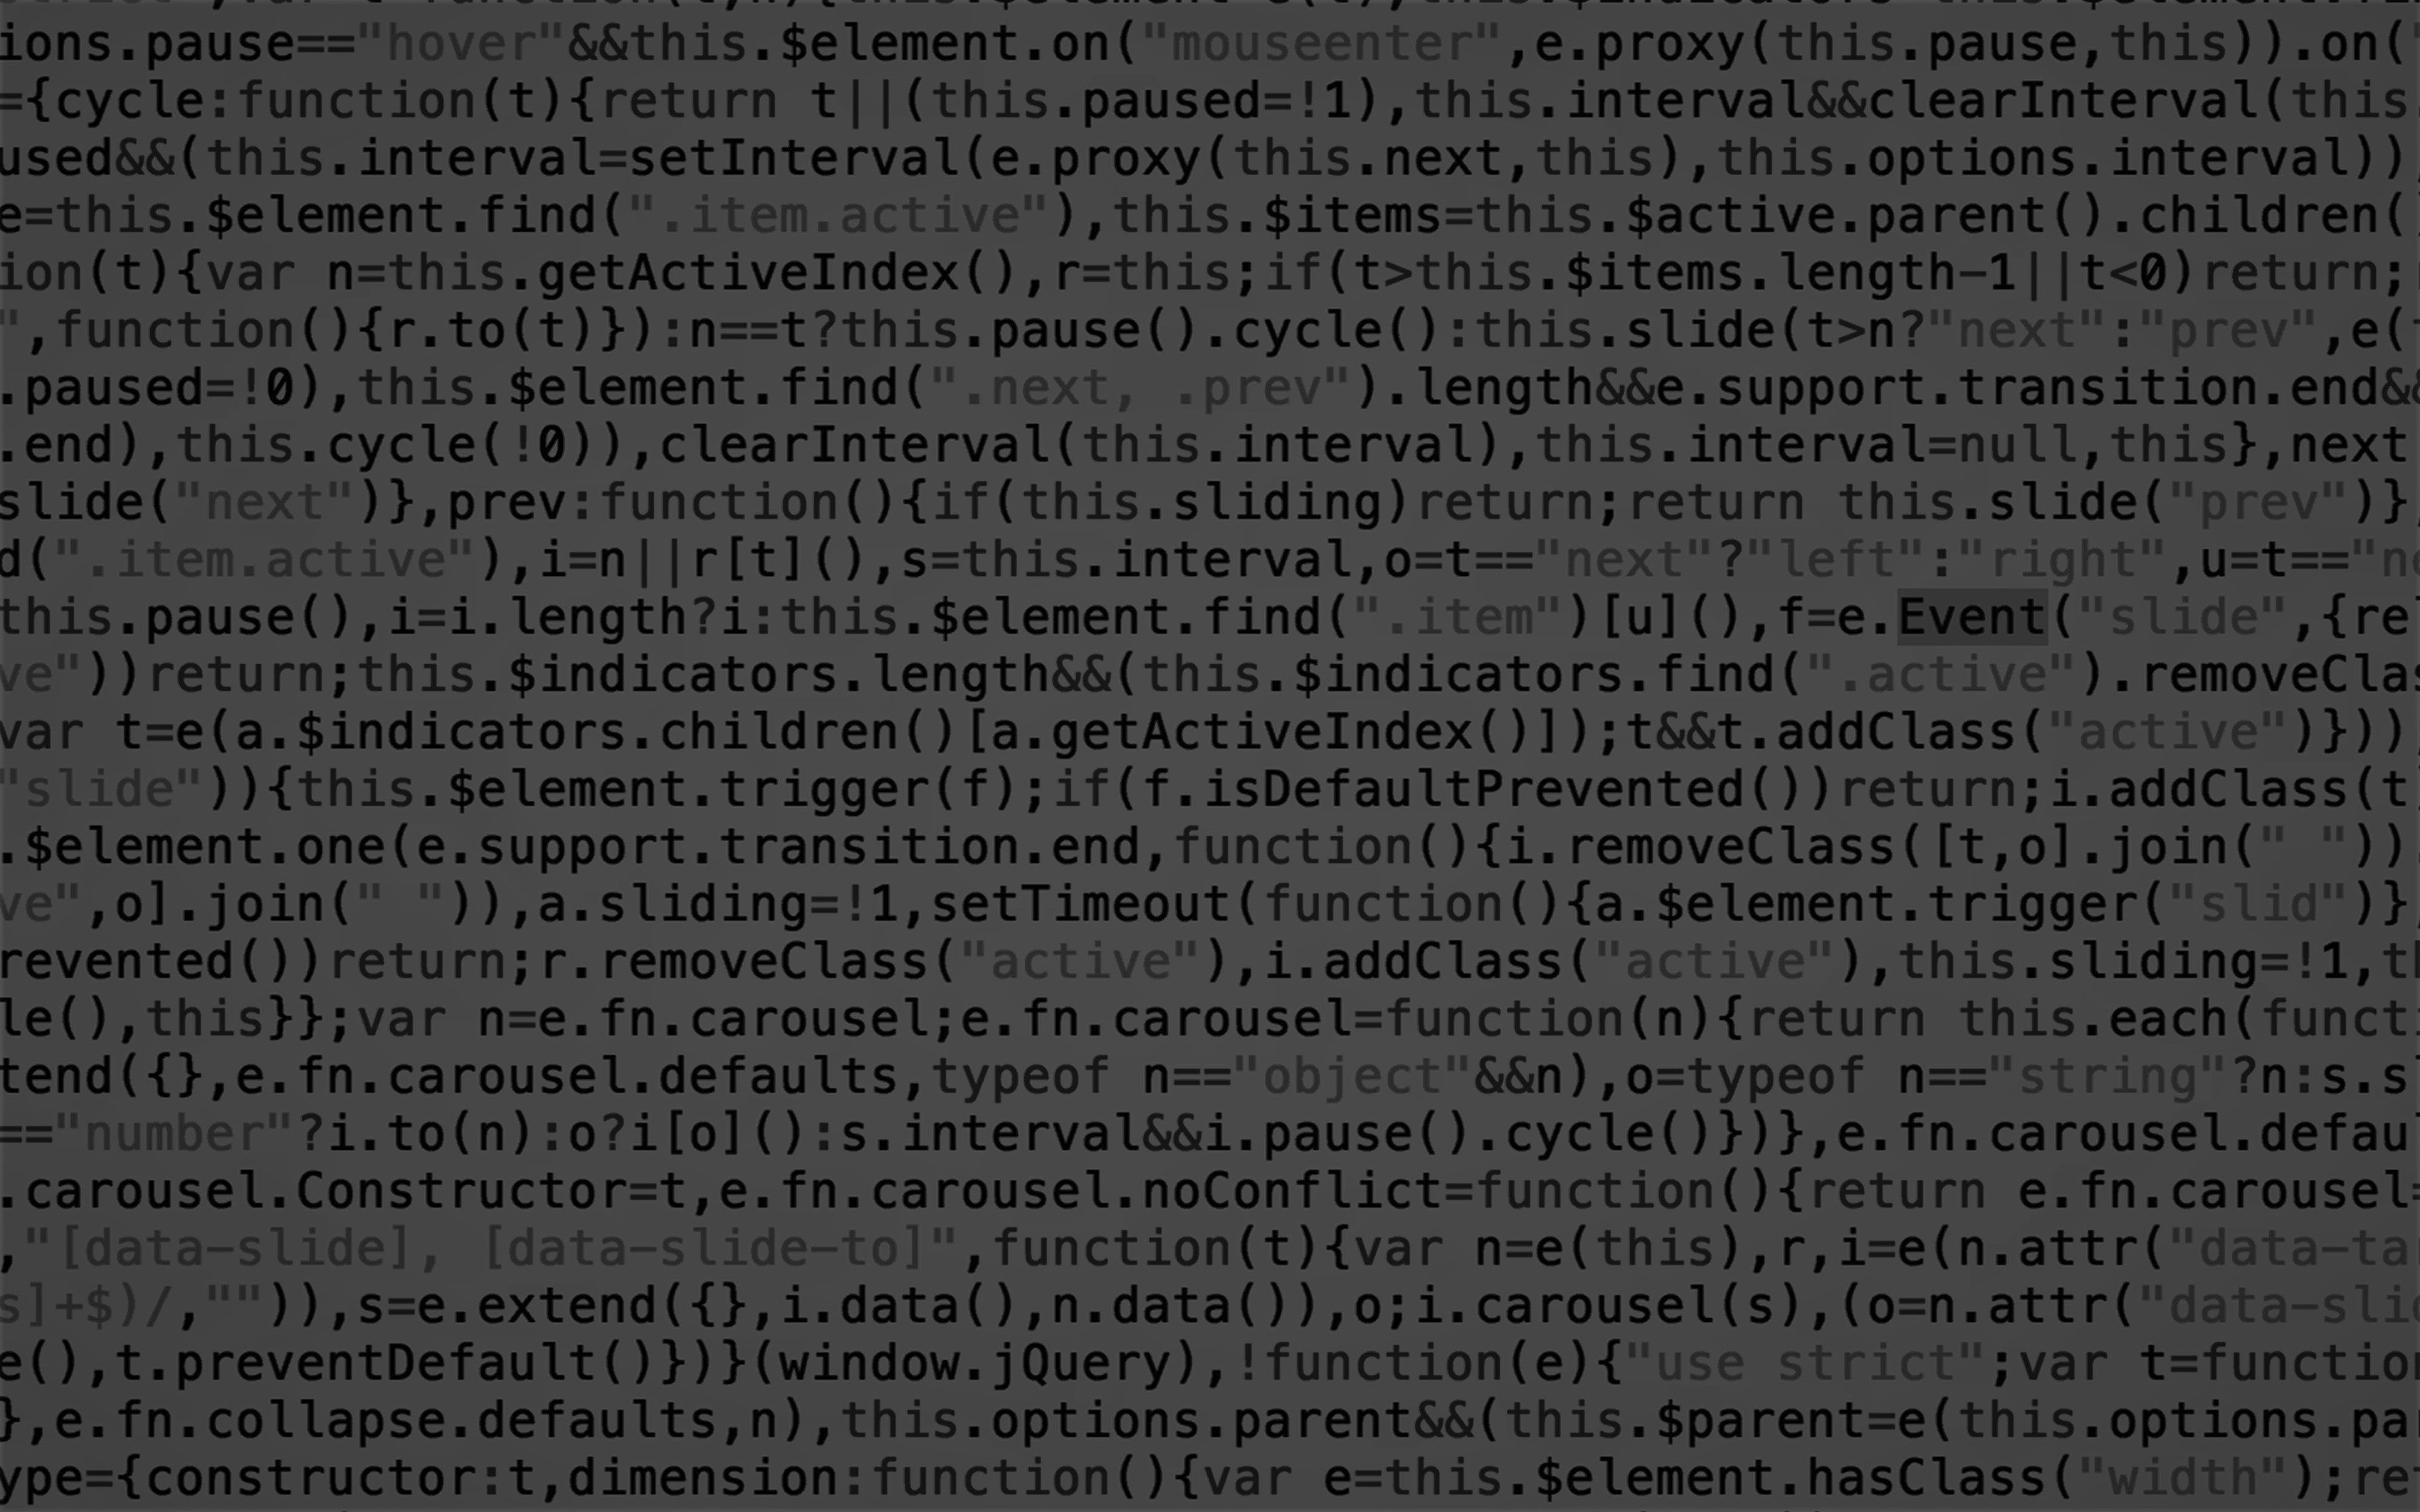 ions.pause=="hover"&&this.$element.on("mouseenter",e.proxy(this.pause,this)).on("
={cycle:function(t){return t||(this.paused=!1),this.interval&&clearInterval(this.
used&&(this.interval=setInterval(e.proxy(this.next,this),this.options.interval)),
e=this.$element.find(".item.active"),this.$items=this.$active.parent().children(
ion(t){var n=this.getActiveIndex(),r=this;if(t>this.$items.length-1||t<0)return;
",function(){r.to(t)}):n==t?this.pause().cycle():this.slide(t>n?"next":"prev",e(
.paused=!0),this.$element.find(".next, .prev").length&&e.support.transition.end&&
.end),this.cycle(!0)),clearInterval(this.interval),this.interval=null,this},next
slide("next")},prev:function(){if(this.sliding)return;return this.slide("prev")}
d(".item.active"),i=n||r[t](),s=this.interval,o=t=="next"?"left":"right",u=t=="n
this.pause(),i=i.length?i:this.$element.find(".item")[u](),f=e.Event("slide",{re
ve"))return;this.$indicators.length&&(this.$indicators.find(".active").removeClas
var t=e(a.$indicators.children()[a.getActiveIndex()]);t&&t.addClass("active")}))
"slide")){this.$element.trigger(f);if(f.isDefaultPrevented())return;i.addClass(t
.$element.one(e.support.transition.end,function(){i.removeClass([t,o].join(" "))
ve",o].join(" ")),a.sliding=!1,setTimeout(function(){a.$element.trigger("slid")}
revented())return;r.removeClass("active"),i.addClass("active"),this.sliding=!1,th
le(),this}};var n=e.fn.carousel;e.fn.carousel=function(n){return this.each(functi
tend({},e.fn.carousel.defaults,typeof n=="object"&&n),o=typeof n=="string"?n:s.s
=="number"?i.to(n):o?i[o]():s.interval&&i.pause().cycle()})},e.fn.carousel.defau
.carousel.Constructor=t,e.fn.carousel.noConflict=function(){return e.fn.carousel=
,"[data-slide], [data-slide-to]",function(t){var n=e(this),r,i=e(n.attr("data-ta
s]+$)/,"")),s=e.extend({},i.data(),n.data()),o;i.carousel(s),(o=n.attr("data-slid
e(),t.preventDefault()})}(window.jQuery),!function(e){"use strict";var t=function
},e.fn.collapse.defaults,n),this.options.parent&&(this.$parent=e(this.options.par
ype={constructor:t,dimension:function(){var e=this.$element.hasClass("width");ret